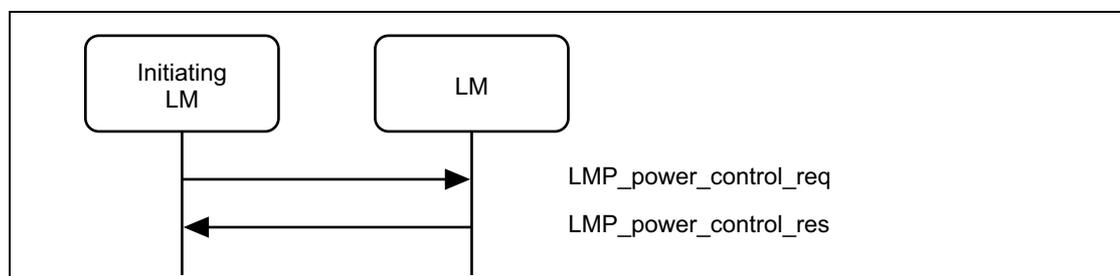 Initiating
LM
LM
LMP_power_control_req
LMP_power_control_res